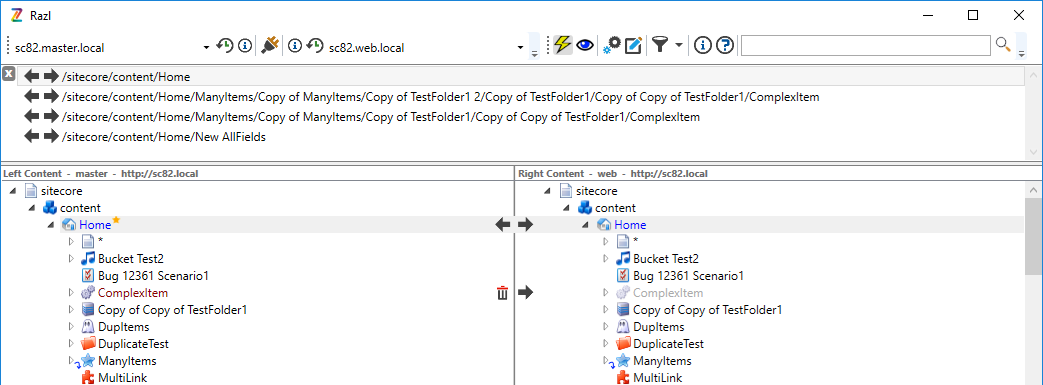 Razl
sc82.master.local sc82.web.local
/sitecore/content/Home
/sitecore/content/Home/ManyItems/Copy of ManyItems/Copy of TestFolder1 2/Copy of TestFolder1/Copy of Copy of TestFolder1/ComplexItem
/sitecore/content/Home/ManyItems/Copy of ManyItems/Copy of TestFolder1/Copy of Copy of TestFolder1/ComplexItem
/sitecore/content/Home/New AllFields
Left Content - master - http://sc82.local
sitecore
content
Home
*
Bucket Test2
Bug 12361 Scenario1
ComplexItem
Copy of Copy of TestFolder1
DupItems
DuplicateTest
ManyItems
MultiLink
Right Content - web - http://sc82.local
sitecore
content
Home
*
Bucket Test2
Bug 12361 Scenario1
ComplexItem
Copy of Copy of TestFolder1
DupItems
DuplicateTest
ManyItems
MultiLink